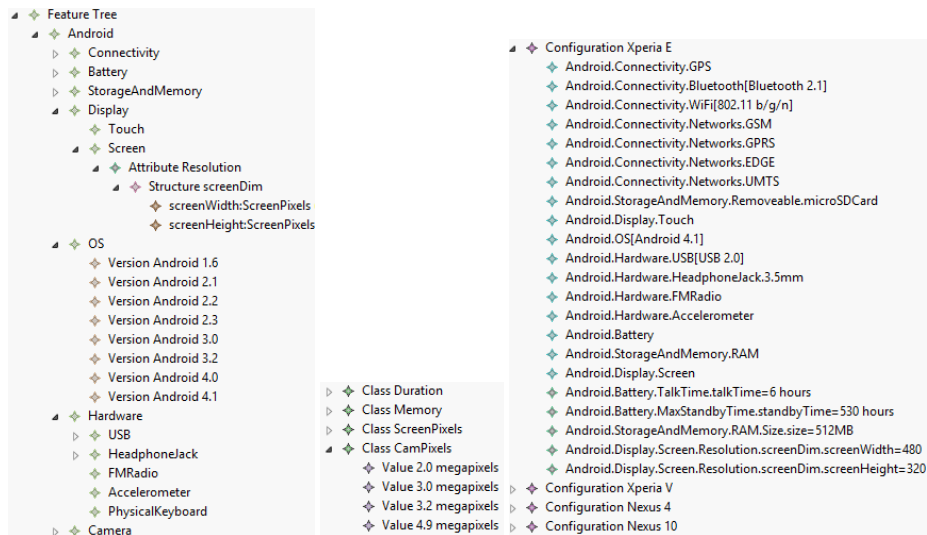 Feature Tree
Android
Connectivity
Battery
StorageAndMemory
Display
Touch
Screen
Attribute Resolution
Structure screenDim
screenWidth:ScreenPixels
screenHeight:ScreenPixels
OS
Version Android 1.6
Version Android 2.1
Version Android 2.2
Version Android 2.3
Version Android 3.0
Version Android 3.2
Version Android 4.0
Version Android 4.1
Hardware
USB
HeadphoneJack
FMRadio
Accelerometer
PhysicalKeyboard
Camera
Class Duration
Class Memory
Class ScreenPixels
Class CamPixels
Value 2.0 megapixels
Value 3.0 megapixels
Value 3.2 megapixels
Value 4.9 megapixels
Configuration Xperia E
Android.Connectivity.GPS
Android.Connectivity.Bluetooth[Bluetooth 2.1]
Android.Connectivity.WiFi[802.11 b/g/n]
Android.Connectivity.Networks.GSM
Android.Connectivity.Networks.GPRS
Android.Connectivity.Networks.EDGE
Android.Connectivity.Networks.UMTS
Android.StorageAndMemory.Removeable.microSDCard
Android.Display.Touch
Android.OS[Android 4.1]
Android.Hardware.USB[USB 2.0]
Android.Hardware.HeadphoneJack.3.5mm
Android.Hardware.FMRadio
Android.Hardware.Accelerometer
Android.Battery
Android.StorageAndMemory.RAM
Android.Display.Screen
Android.Battery.TalkTime.talkTime=6 hours
Android.Battery.MaxStandbyTime.standbyTime=530 hours
Android.StorageAndMemory.RAM.Size.size=512MB
Android.Display.Screen.Resolution.screenDim.screenWidth=480
Android.Display.Screen.Resolution.screenDim.screenHeight=320
Configuration Xperia V
Configuration Nexus 4
Configuration Nexus 10